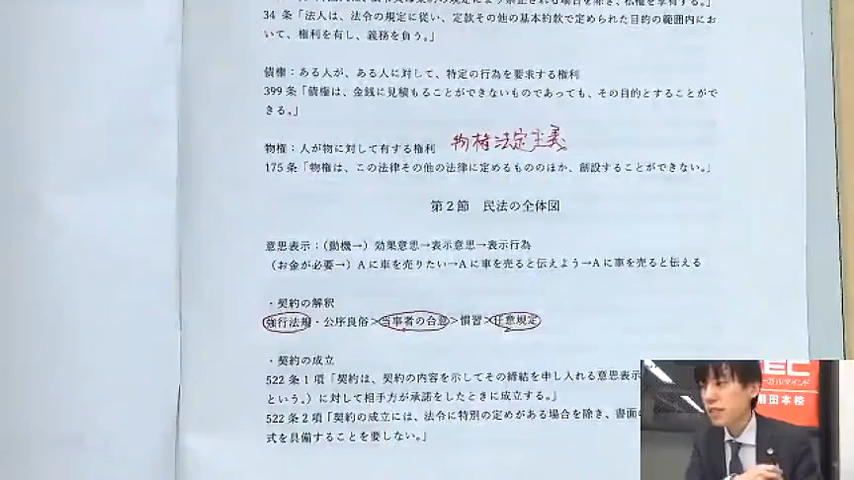 34 条「法人は、法令の規定に従い、定款その他の基本約款で定められた目的の範囲内にお
いて、権利を有し、義務を負う。」
債権：ある人が、ある人に対して、特定の行為を要求する権利
399 条「債権は、金銭に見積もることができないものであっても、その目的とすることがで
きる。」
物権：人が物に対して有する権利 物権法定主義
175 条「物権は、この法律その他の法律に定めるもののほか、創設することができない。」
第２節 民法の全体図
意思表示：（動機→）効果意思→表示意思→表示行為
（お金が必要→）A に車を売りたい→A に車を売ると伝えよう→A に車を売ると伝える
・契約の解釈
強行法規・公序良俗＞当事者の合意＞慣習＞任意規定
・契約の成立
522 条 1 項「契約は、契約の内容を示してその締結を申し入れる意思表示
という。）に対して相手方が承諾をしたときに成立する。」
522 条 2 項「契約の成立には、法令に特別の定めがある場合を除き、書面
式を具備することを要しない。」
ーガルマインド
田本校